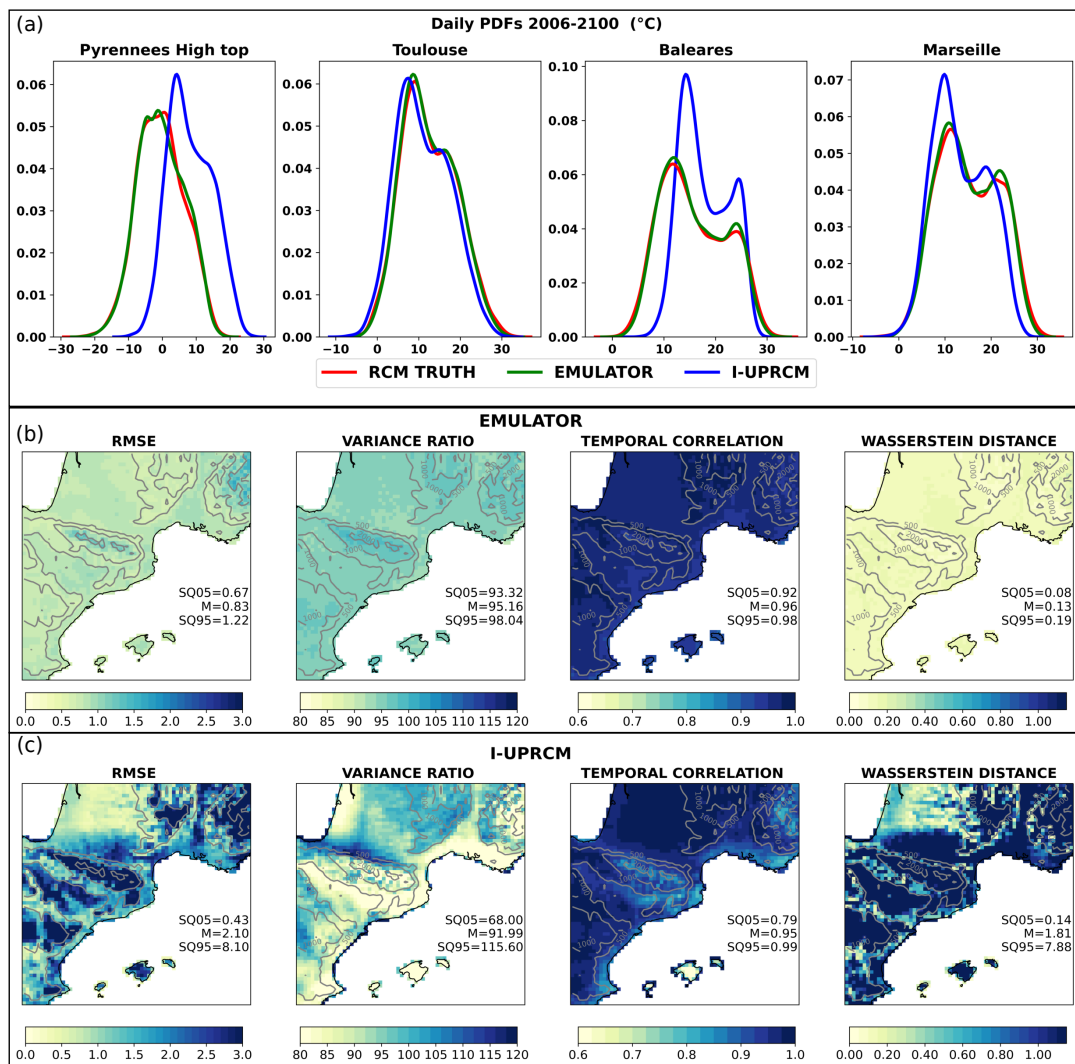 (a)
Daily PDFs 2006-2100 (°C)
Pyrennees High top
Toulouse
Baleares
Marseille
0.06
0.05
0.04
0.03
0.02
0.01
0.00
−30 −20 −10 0 10 20 30
0.06
0.05
0.04
0.03
0.02
0.01
0.00
−10 0 10 20 30
0.10
0.08
0.06
0.04
0.02
0.00
0 10 20 30
0.07
0.06
0.05
0.04
0.03
0.02
0.01
0.00
−10 0 10 20 30
RCM TRUTH EMULATOR I-UPRCM
(b)
EMULATOR
RMSE
VARIANCE RATIO
TEMPORAL CORRELATION
WASSERSTEIN DISTANCE
SQ05=0.67
M=0.83
SQ95=1.22
SQ05=93.32
M=95.16
SQ95=98.04
SQ05=0.92
M=0.96
SQ95=0.98
SQ05=0.08
M=0.13
SQ95=0.19
0.0 0.5 1.0 1.5 2.0 2.5 3.0
80 85 90 95 100 105 110 115 120
0.6 0.7 0.8 0.9 1.0
0.00 0.20 0.40 0.60 0.80 1.00
(c)
I-UPRCM
RMSE
VARIANCE RATIO
TEMPORAL CORRELATION
WASSERSTEIN DISTANCE
SQ05=0.43
M=2.10
SQ95=8.10
SQ05=68.00
M=91.99
SQ95=115.60
SQ05=0.79
M=0.95
SQ95=0.99
SQ05=0.14
M=1.81
SQ95=7.88
0.0 0.5 1.0 1.5 2.0 2.5 3.0
80 85 90 95 100 105 110 115 120
0.6 0.7 0.8 0.9 1.0
0.00 0.20 0.40 0.60 0.80 1.00